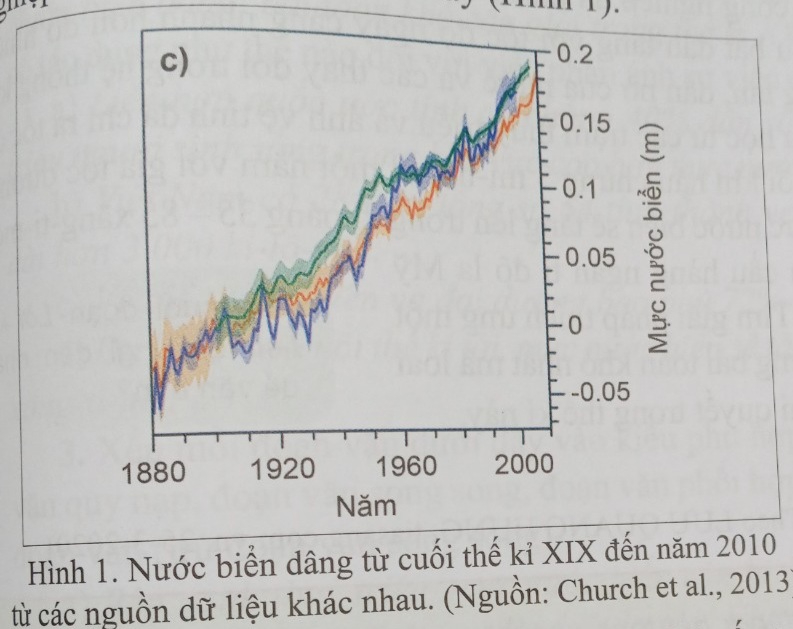 (Hình 1).
c)
0.2
0.15
0.1
0.05
0
-0.05
Mực nước biển (m)
1880 1920 1960 2000
Năm
Hình 1. Nước biển dâng từ cuối thế kỉ XIX đến năm 2010
từ các nguồn dữ liệu khác nhau. (Nguồn: Church et al., 2013)